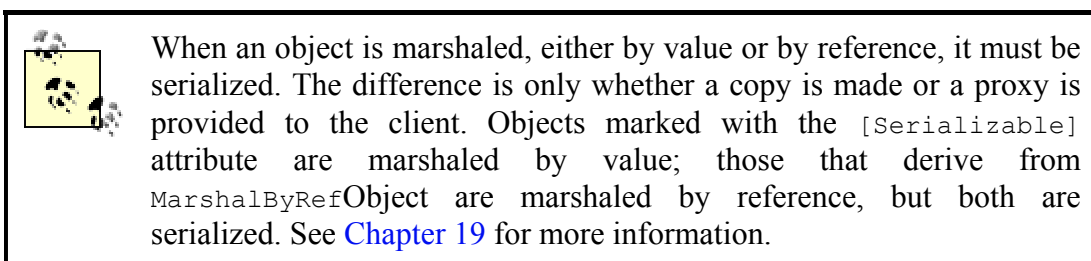 When an object is marshaled, either by value or by reference, it must be
serialized. The difference is only whether a copy is made or a proxy is
provided to the client. Objects marked with the [Serializable]
attribute are marshaled by value; those that derive from
MarshalByRefObject are marshaled by reference, but both are
serialized. See Chapter 19 for more information.